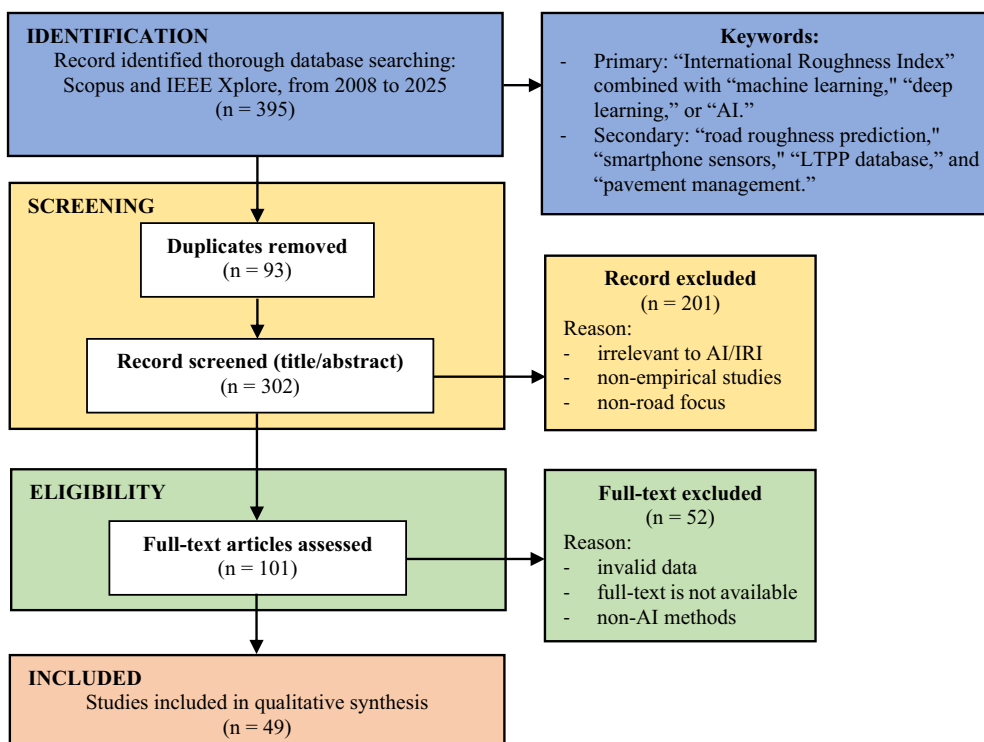 IDENTIFICATION
Record identified thorough database searching:
Scopus and IEEE Xplore, from 2008 to 2025
(n = 395)
Keywords:
- Primary: “International Roughness Index”
combined with “machine learning," “deep
learning,” or “AI.”
- Secondary: “road roughness prediction,"
“smartphone sensors,” “LTPP database,” and
“pavement management.”
SCREENING
Duplicates removed
(n = 93)
Record screened (title/abstract)
(n = 302)
Record excluded
(n = 201)
Reason:
- irrelevant to AI/IRI
- non-empirical studies
- non-road focus
ELIGIBILITY
Full-text articles assessed
(n = 101)
Full-text excluded
(n = 52)
Reason:
- invalid data
- full-text is not available
- non-AI methods
INCLUDED
Studies included in qualitative synthesis
(n = 49)